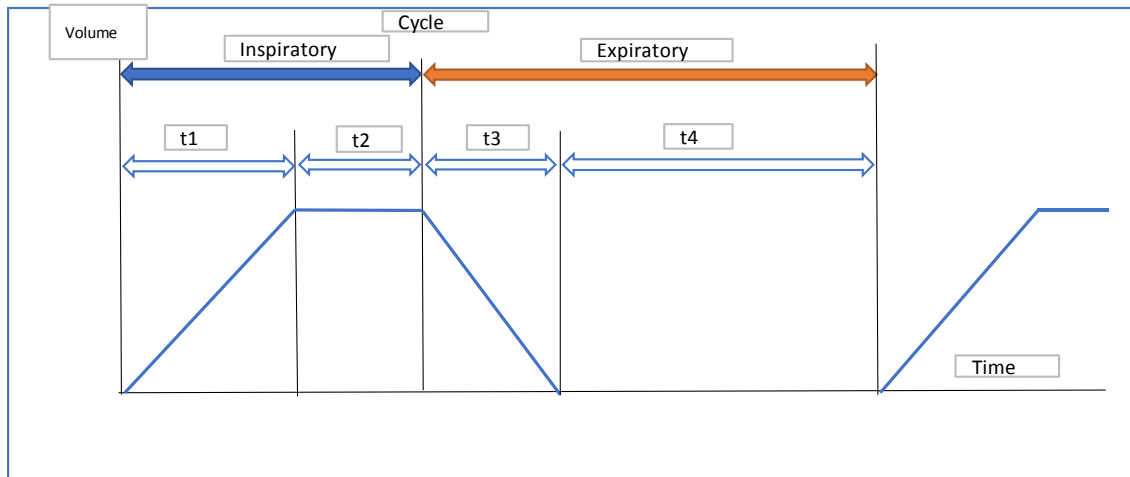 Volume
Cycle
Inspiratory
Expiratory
t1
t2
t3
t4
Time